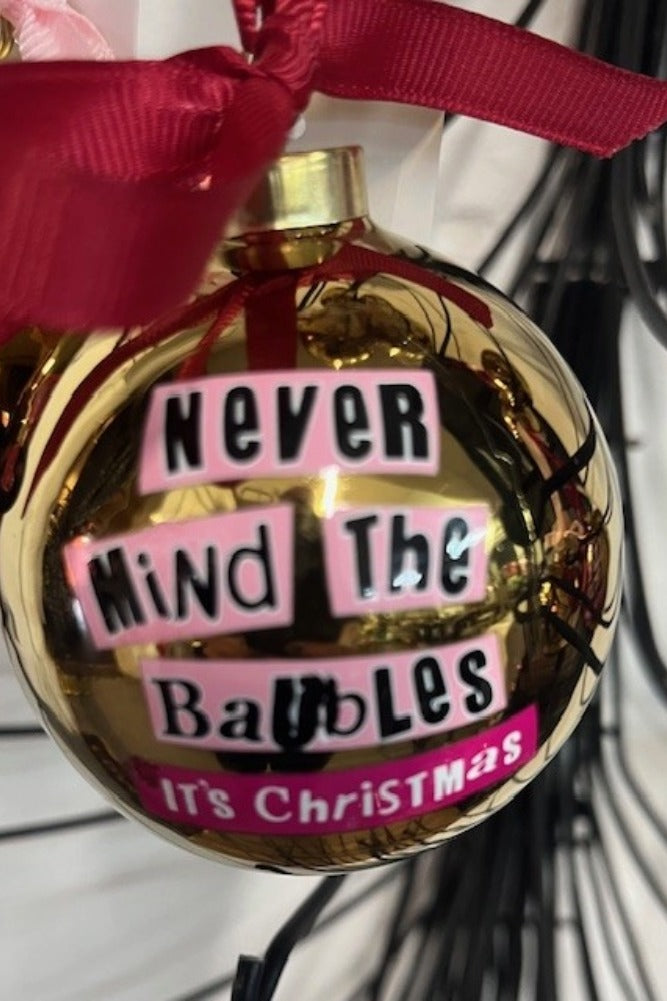 NeVeR
MiNd The
BaUbLes
IT's ChriSTMas